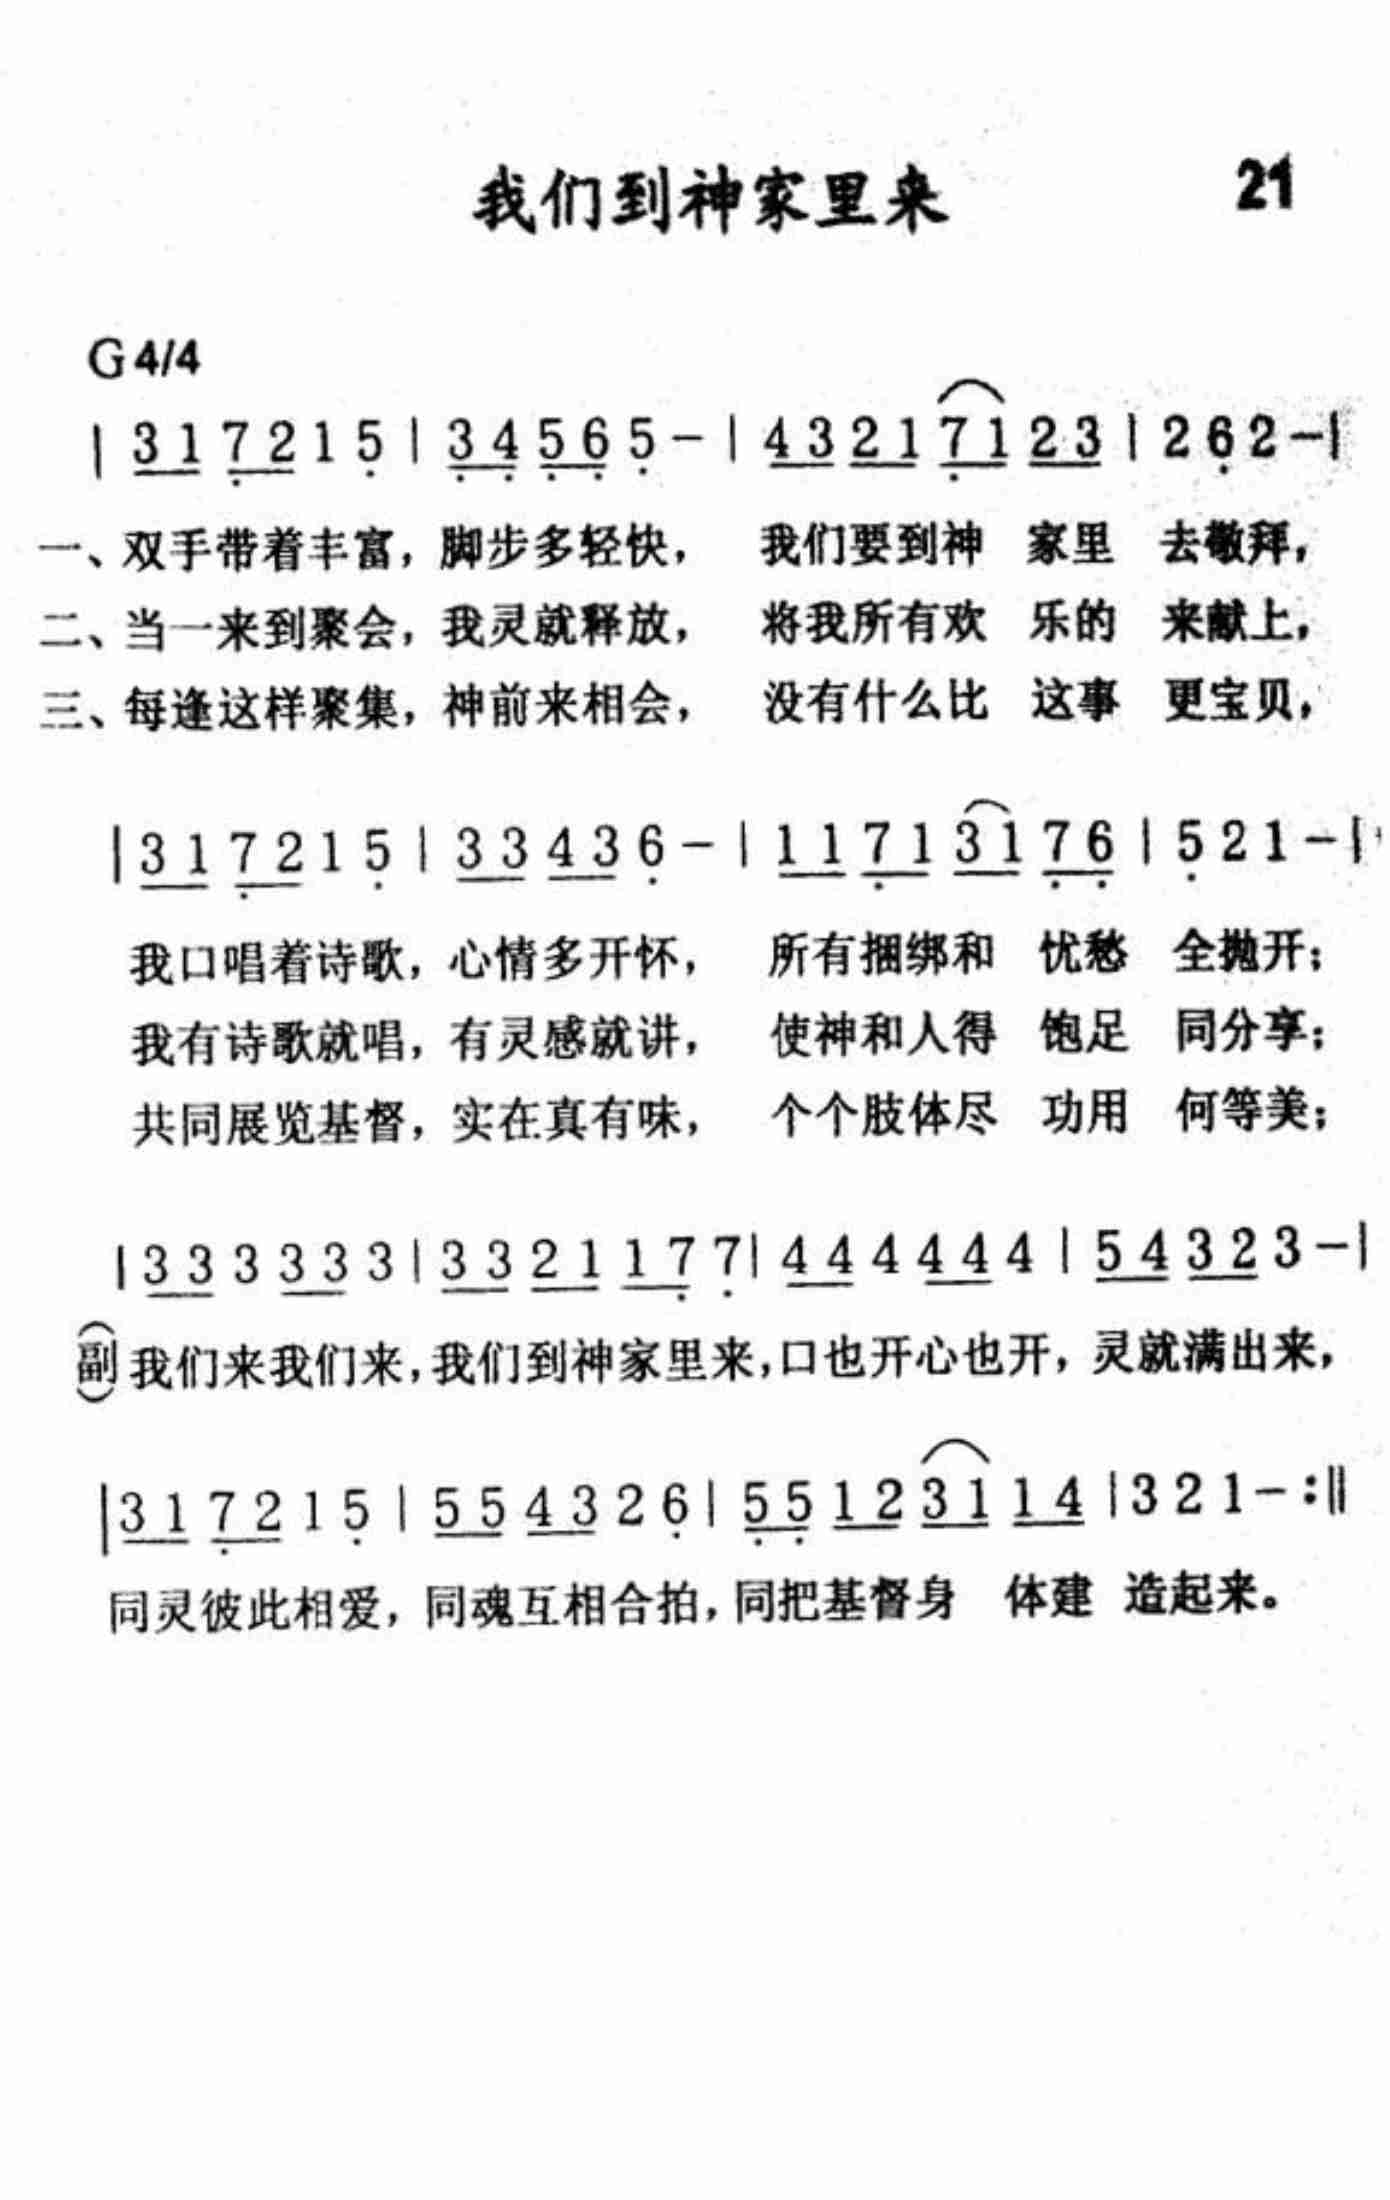 我们到神家里来 21
G 4/4
| 3 1 7̣ 2 1 5̣ | 3̣ 4̣ 5̣ 6̣ 5̣ – | 4 3 2 1 7̣ 1 2 3 | 2 6̣ 2 – |
一、双手带着丰富，脚步多轻快， 我们要到神 家里 去敬拜，
二、当一来到聚会，我灵就释放， 将我所有欢 乐的 来献上，
三、每逢这样聚集，神前来相会， 没有什么比 这事 更宝贝，
| 3 1 7̣ 2 1 5̣ | 3 3 4 3 6̣ – | 1 1 7̣ 1 3 1 7̣ 6̣ | 5̣ 2 1 – |
我口唱着诗歌，心情多开怀， 所有捆绑和 忧愁 全抛开；
我有诗歌就唱，有灵感就讲， 使神和人得 饱足 同分享；
共同展览基督，实在真有味， 个个肢体尽 功用 何等美；
| 3 3 3 3 3 3 | 3 3 2 1 1 7̣ 7̣ | 4 4 4 4 4 4 | 5 4 3 2 3 – |
(副) 我们来我们来，我们到神家里来，口也开心也开，灵就满出来，
| 3 1 7̣ 2 1 5̣ | 5 5 4 3 2 6̣ | 5̣ 5̣ 1 2 3 1 1 4 | 3 2 1 – :‖
同灵彼此相爱，同魂互相合拍，同把基督身 体建 造起来。